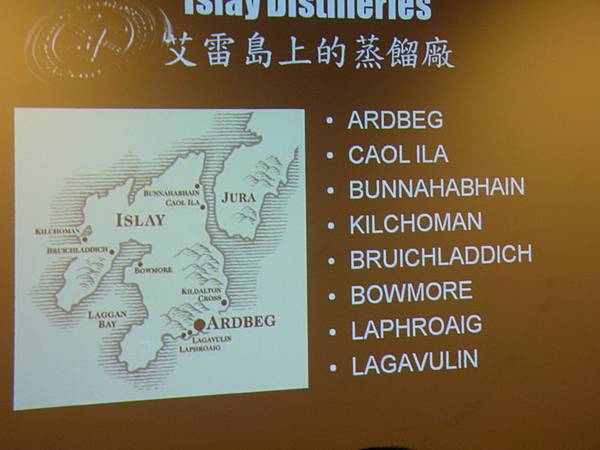 Islay Distilleries
艾雷島上的蒸餾廠
BUNNAHABHAIN
CAOL ILA
JURA
ISLAY
KILCHOMAN
BRUICHLADDICH
BOWMORE
KILDALTON
CROSS
LAGGAN
BAY
ARDBEG
LAGAVULIN
LAPHROAIG
• ARDBEG
• CAOL ILA
• BUNNAHABHAIN
• KILCHOMAN
• BRUICHLADDICH
• BOWMORE
• LAPHROAIG
• LAGAVULIN